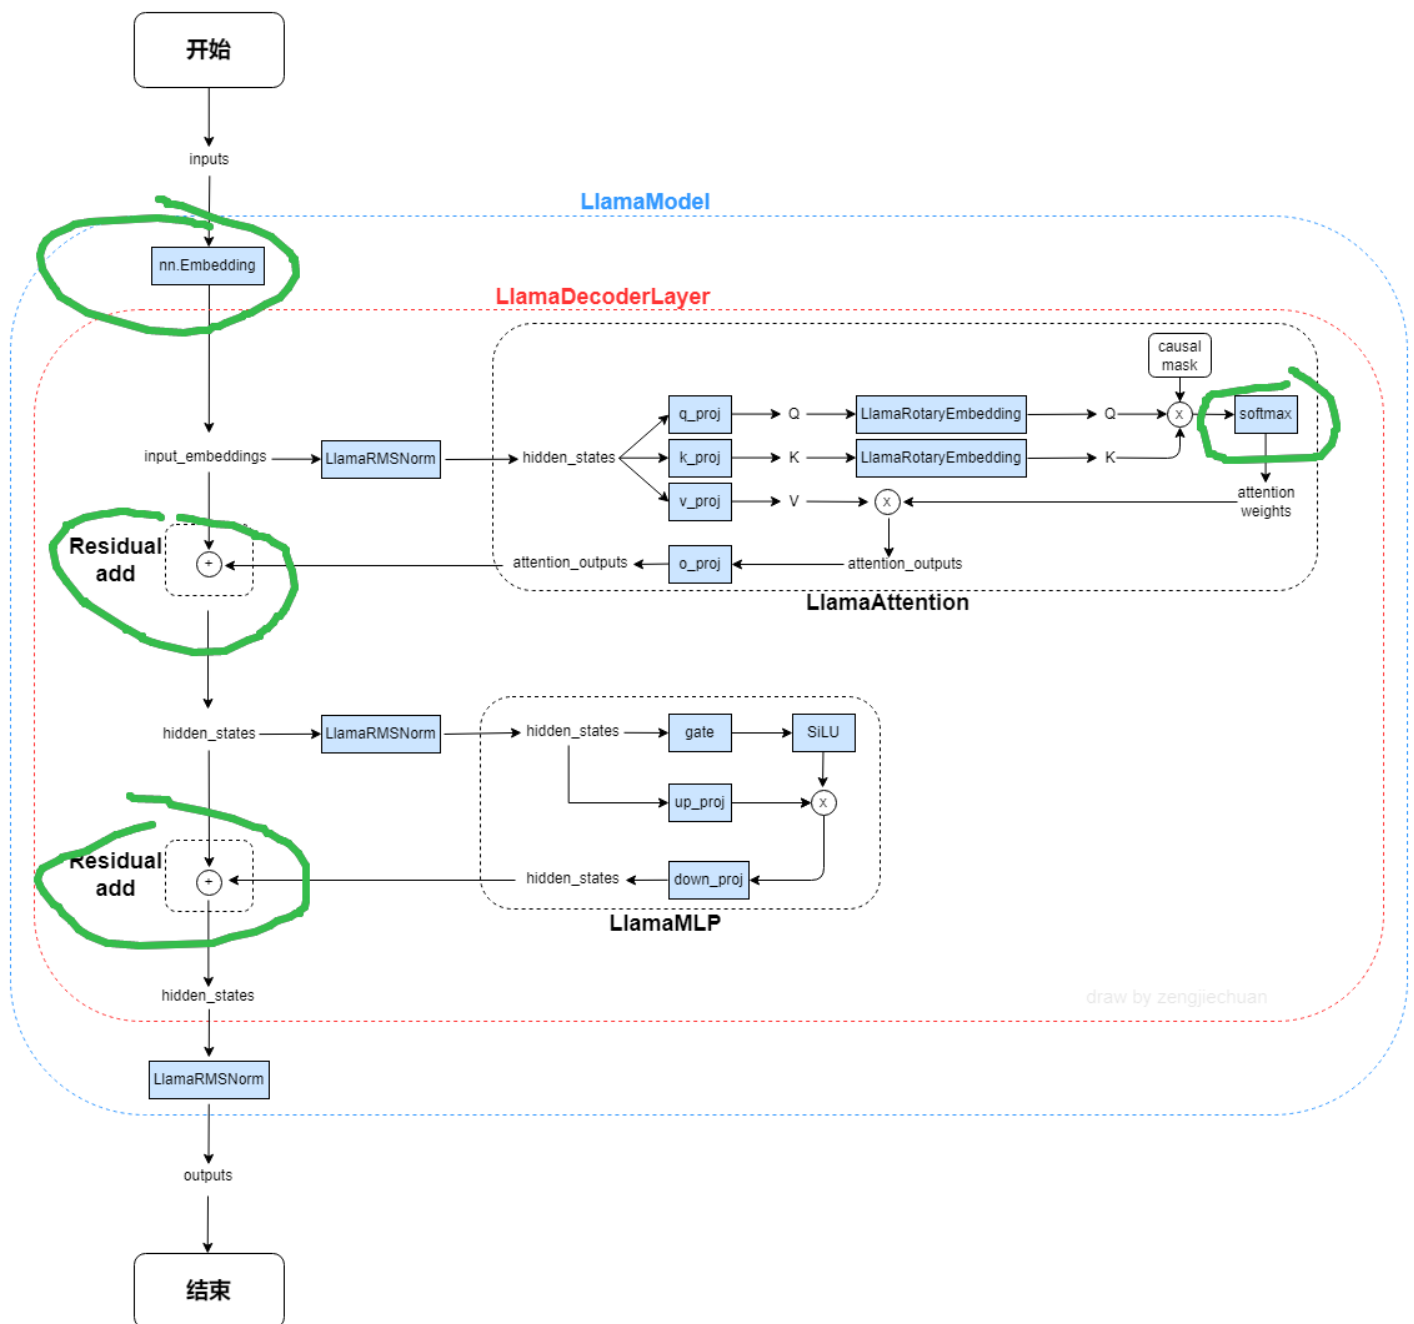 开始
inputs
LlamaModel
nn.Embedding
LlamaDecoderLayer
causal
mask
q_proj
Q
LlamaRotaryEmbedding
Q
X
softmax
input_embeddings
LlamaRMSNorm
hidden_states
k_proj
K
LlamaRotaryEmbedding
K
v_proj
V
X
attention
weights
Residual
add
+
attention_outputs
o_proj
attention_outputs
LlamaAttention
hidden_states
LlamaRMSNorm
hidden_states
gate
SiLU
up_proj
X
Residual
add
+
hidden_states
down_proj
LlamaMLP
hidden_states
draw by zengjiechuan
LlamaRMSNorm
outputs
结束